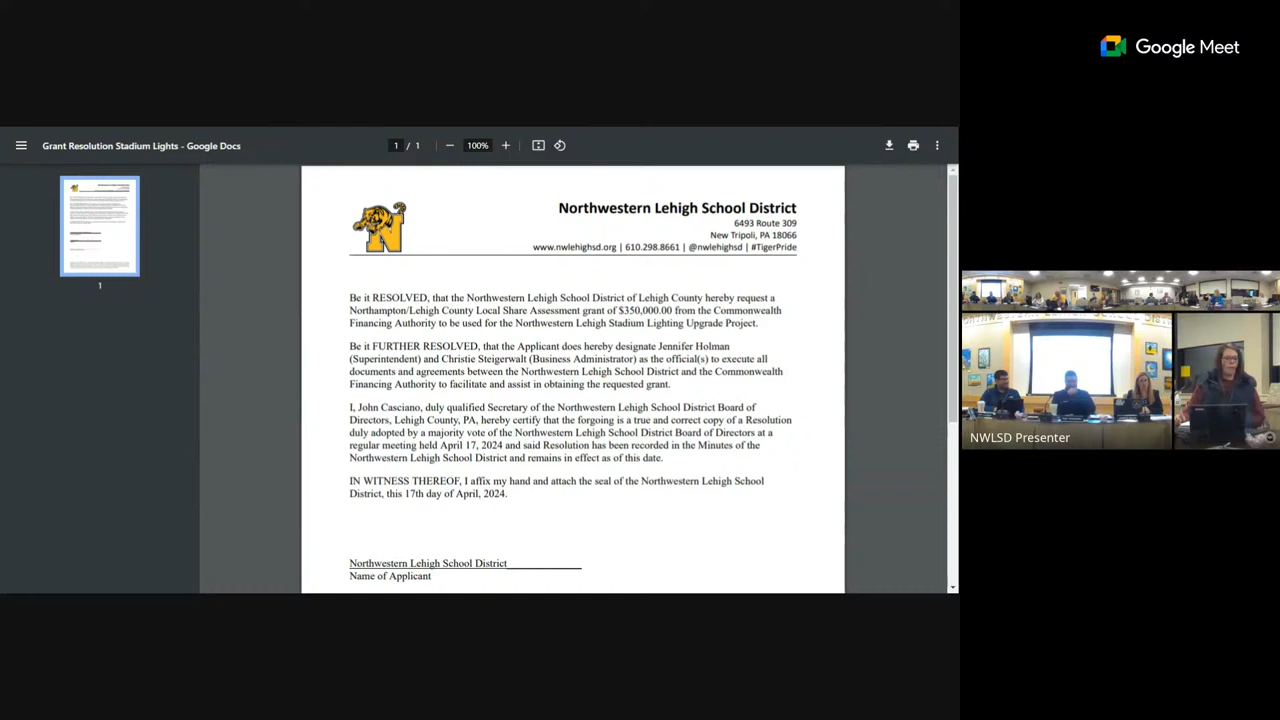 Google Meet
Grant Resolution Stadium Lights - Google Docs
1 / 1
100%
Northwestern Lehigh School District
6493 Route 309
New Tripoli, PA 18066
www.nwlehighsd.org | 610.298.8661 | @nwlehighsd | #TigerPride
N
Be it RESOLVED, that the Northwestern Lehigh School District of Lehigh County hereby request a
Northampton/Lehigh County Local Share Assessment grant of $350,000.00 from the Commonwealth
Financing Authority to be used for the Northwestern Lehigh Stadium Lighting Upgrade Project.
Be it FURTHER RESOLVED, that the Applicant does hereby designate Jennifer Holman
(Superintendent) and Christie Steigerwalt (Business Administrator) as the official(s) to execute all
documents and agreements between the Northwestern Lehigh School District and the Commonwealth
Financing Authority to facilitate and assist in obtaining the requested grant.
I, John Casciano, duly qualified Secretary of the Northwestern Lehigh School District Board of
Directors, Lehigh County, PA, hereby certify that the forgoing is a true and correct copy of a Resolution
duly adopted by a majority vote of the Northwestern Lehigh School District Board of Directors at a
regular meeting held April 17, 2024 and said Resolution has been recorded in the Minutes of the
Northwestern Lehigh School District and remains in effect as of this date.
IN WITNESS THEREOF, I affix my hand and attach the seal of the Northwestern Lehigh School
District, this 17th day of April, 2024.
Northwestern Lehigh School District
Name of Applicant
1
NWLSD Presenter